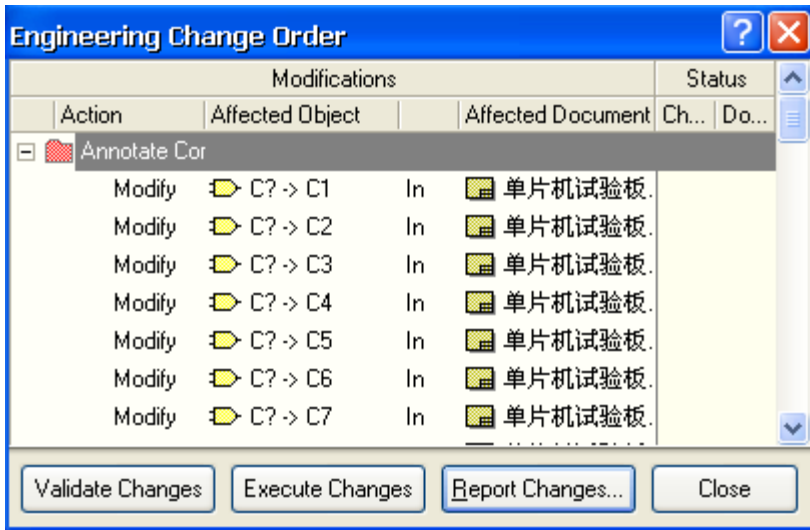 Engineering Change Order
Modifications Status
Action Affected Object Affected Document Ch... Do...
Annotate Cor
Modify C? -> C1 In 单片机试验板.
Modify C? -> C2 In 单片机试验板.
Modify C? -> C3 In 单片机试验板.
Modify C? -> C4 In 单片机试验板.
Modify C? -> C5 In 单片机试验板.
Modify C? -> C6 In 单片机试验板.
Modify C? -> C7 In 单片机试验板.
Validate Changes Execute Changes Report Changes... Close